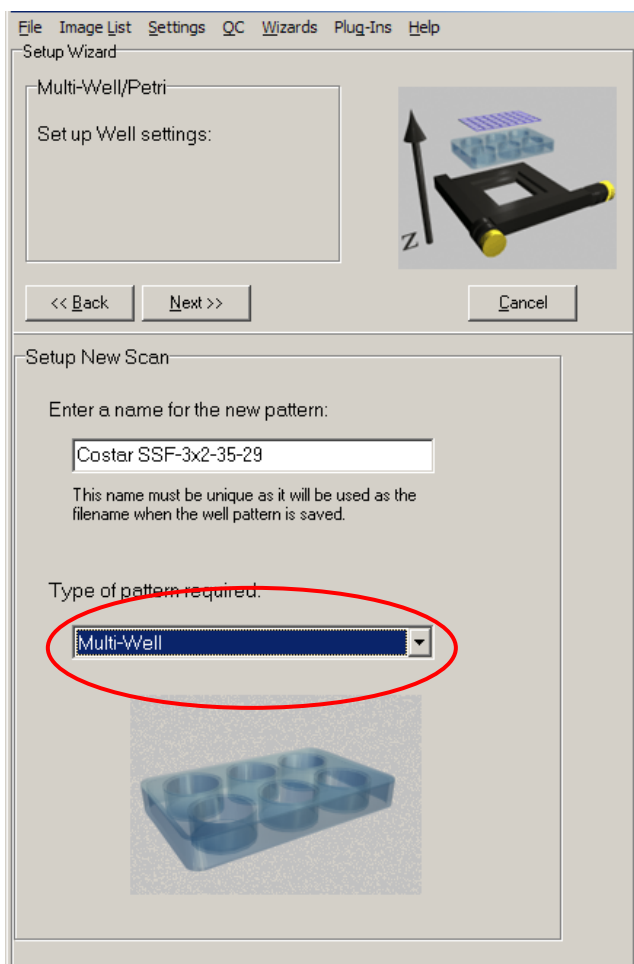 File Image List Settings QC Wizards Plug-Ins Help
Setup Wizard
Multi-Well/Petri
Set up Well settings:
Z
<< Back Next >> Cancel
Setup New Scan
Enter a name for the new pattern:
Costar SSF-3x2-35-29
This name must be unique as it will be used as the
filename when the well pattern is saved.
Type of pattern required:
Multi-Well